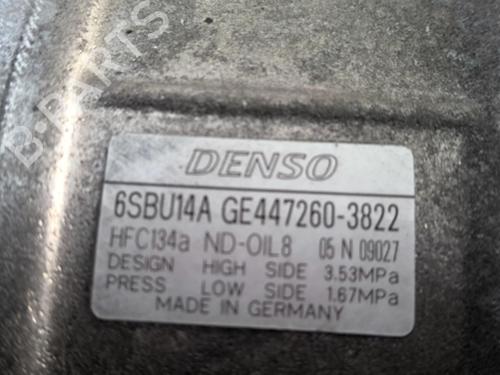 B-PARTS
DENSO
6SBU14A GE447260-3822
HFC134a ND-OIL8 05 N 09027
DESIGN HIGH SIDE 3.53MPa
PRESS LOW SIDE 1.67MPa
MADE IN GERMANY